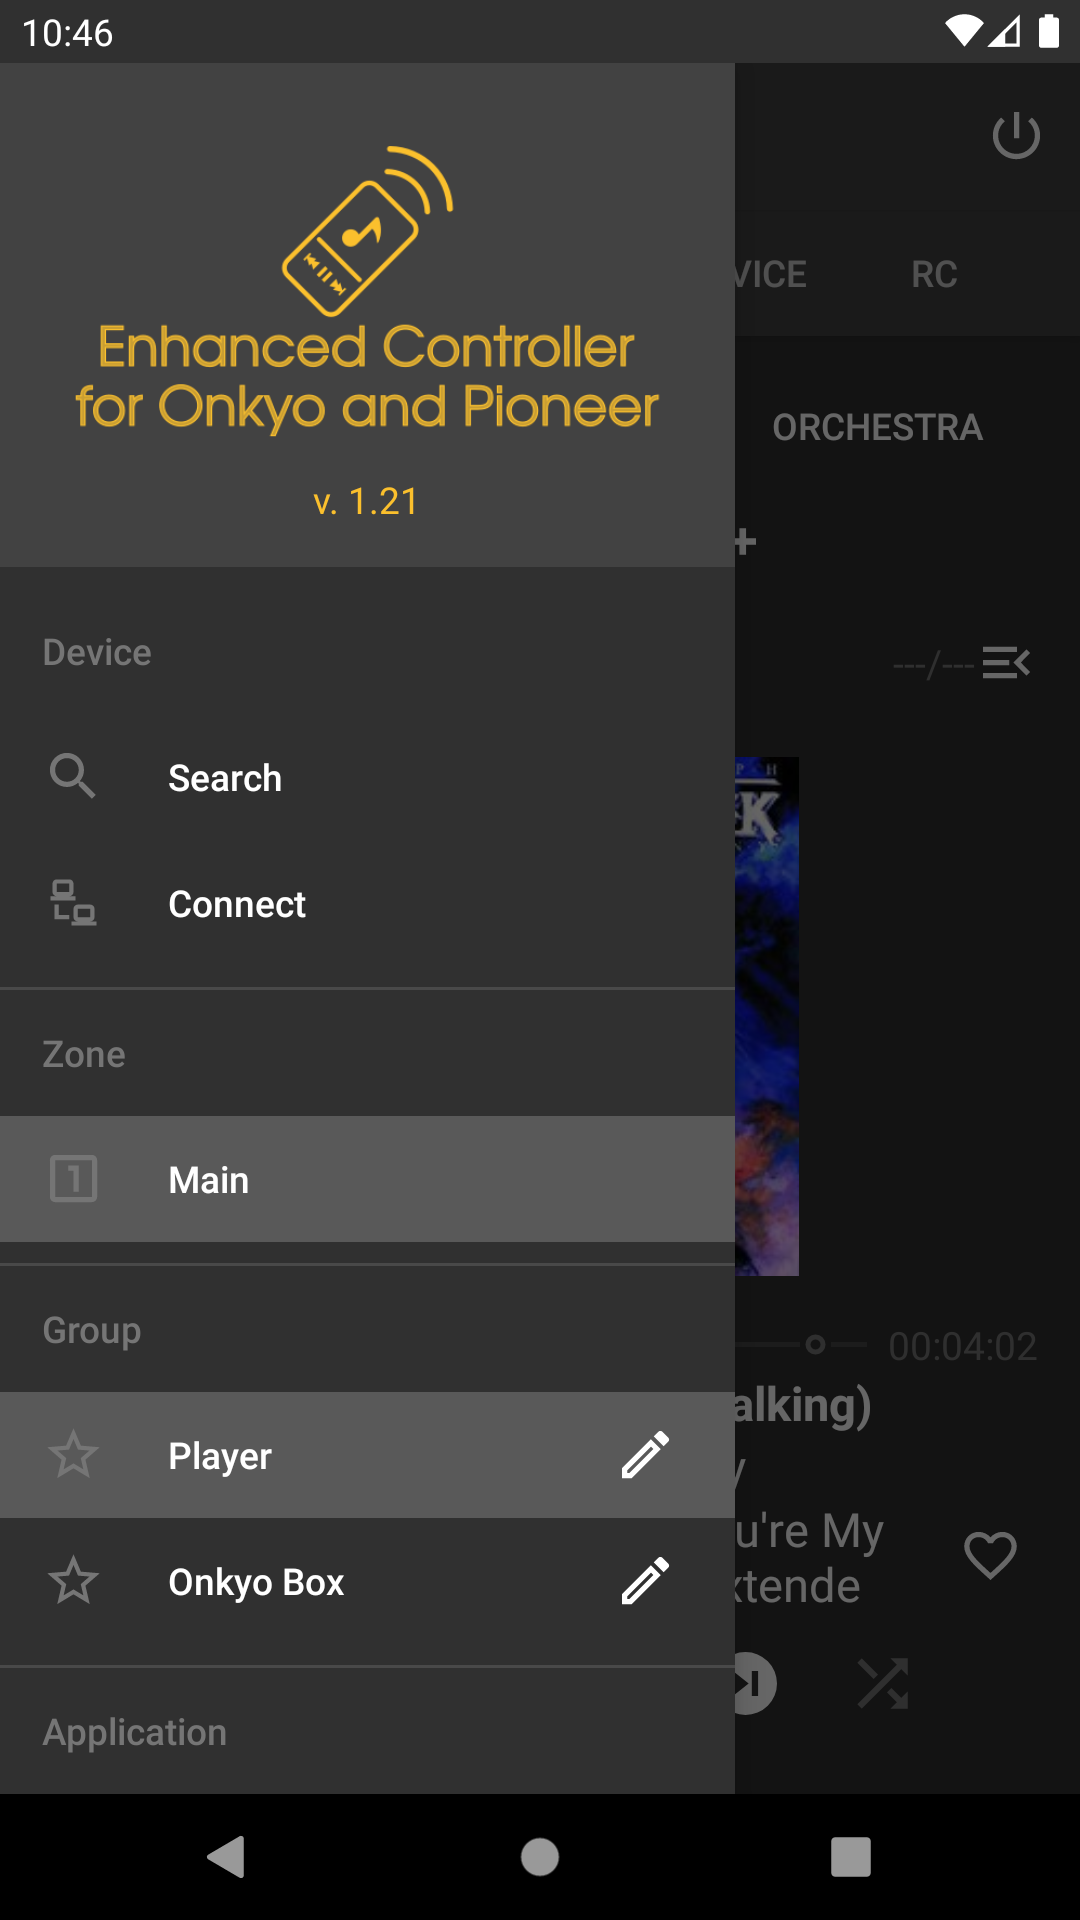 10:46
Enhanced Controller
for Onkyo and Pioneer
v. 1.21
VICE
RC
ORCHESTRA
+
---/---
Device
Search
Connect
Zone
1
Main
Group
00:04:02
alking)
Player
u're My
xtende
Onkyo Box
Application